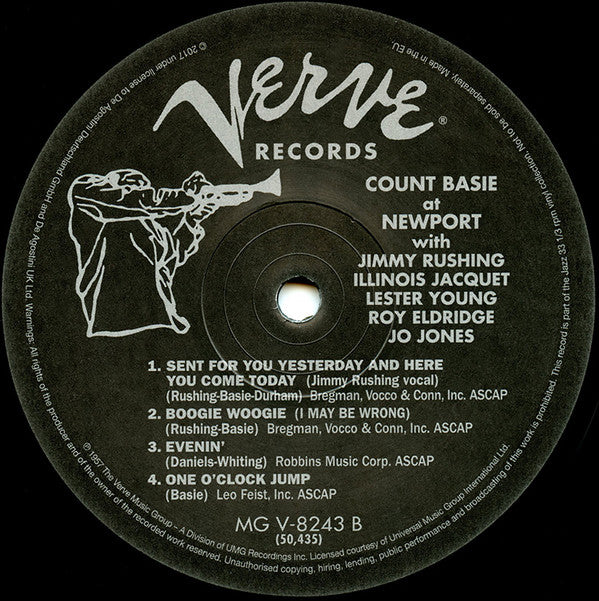 VERVE ®
RECORDS
COUNT BASIE
at
NEWPORT
with
JIMMY RUSHING
ILLINOIS JACQUET
LESTER YOUNG
ROY ELDRIDGE
JO JONES
1. SENT FOR YOU YESTERDAY AND HERE
YOU COME TODAY (Jimmy Rushing vocal)
(Rushing-Basie-Durham) Bregman, Vocco & Conn, Inc. ASCAP
2. BOOGIE WOOGIE (I MAY BE WRONG)
(Rushing-Basie) Bregman, Vocco & Conn, Inc. ASCAP
3. EVENIN'
(Daniels-Whiting) Robbins Music Corp. ASCAP
4. ONE O'CLOCK JUMP
(Basie) Leo Feist, Inc. ASCAP
MG V-8243 B
(50,435)
© 2017 under license to De Agostini Deutschland GmbH and De Agostini UK Ltd. Warnings: All rights of the producer and of the owner of the recorded work reserved. Unauthorised copying, hiring, lending, public performance and broadcasting of this work is prohibited. This record is part of the Jazz 33 1/3 rpm vinyl collection. Not to be sold separately. Made in the EU.
℗ 1957 The Verve Music Group – A Division of UMG Recordings Inc. Licensed courtesy of Universal Music Group International Ltd.